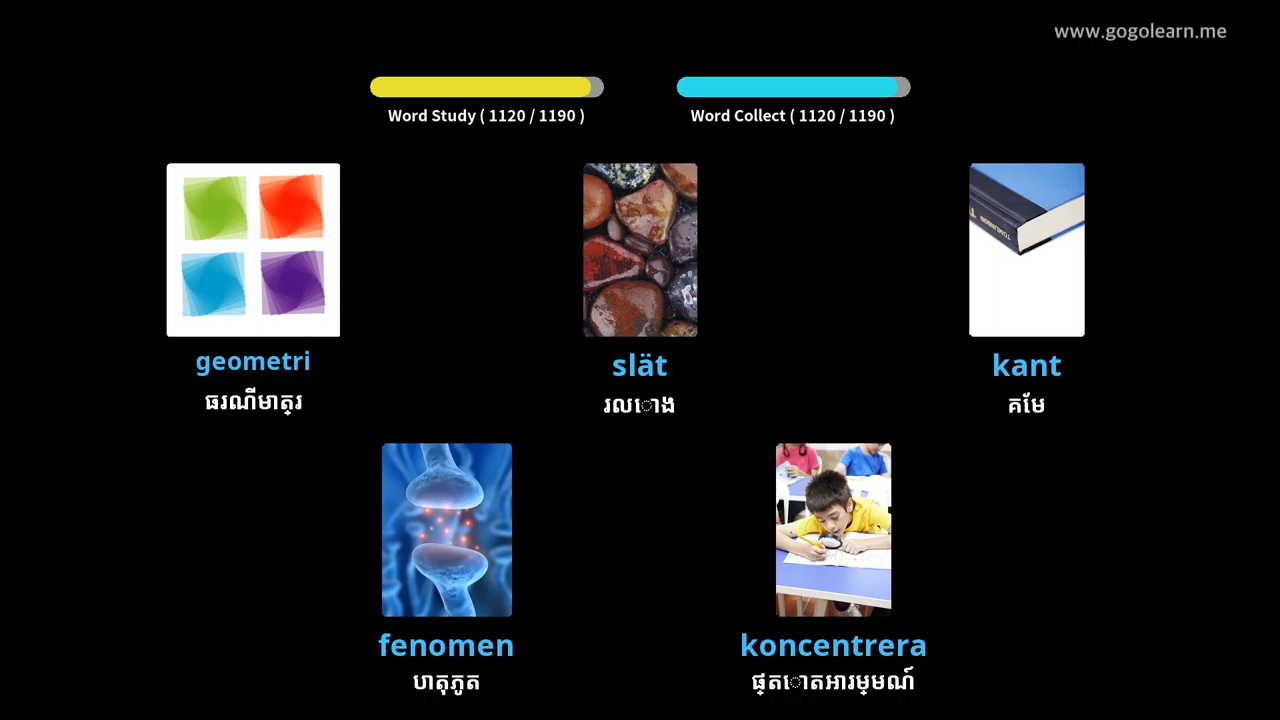 www.gogolearn.me
Word Study ( 1120 / 1190 )
Word Collect ( 1120 / 1190 )
TOMLINSON
geometri
slät
kant
ធរណីមាត្រ
រលោង
គមែ
fenomen
koncentrera
បាតុភូត
ផ្តោតអារម្មណ៍